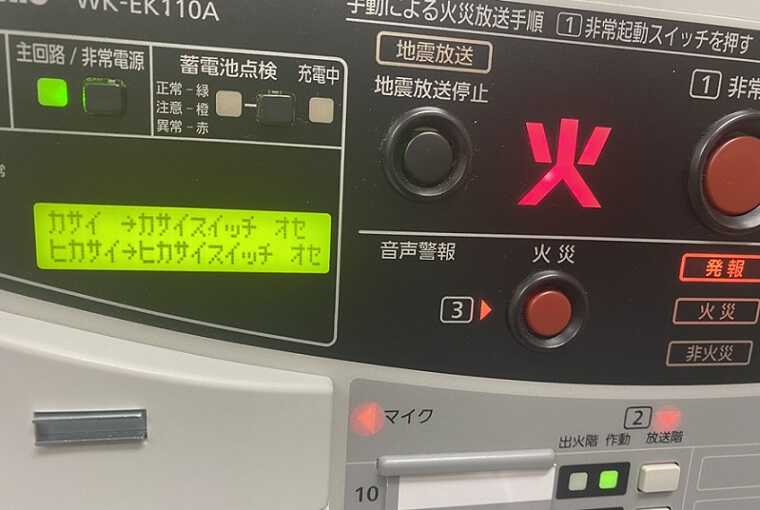 WK-EK110A
手動による火災放送手順 1 非常起動スイッチを押す
地震放送
地震放送停止
1 非常
主回路/非常電源
蓄電池点検
充電中
正常-緑
注意-橙
異常-赤
火
常
カサイ →カサイスイッチ オセ
ヒカサイ→ヒカサイスイッチ オセ
音声警報
火災
3
発報
火災
非火災
マイク
2
出火階 作動 放送階
10